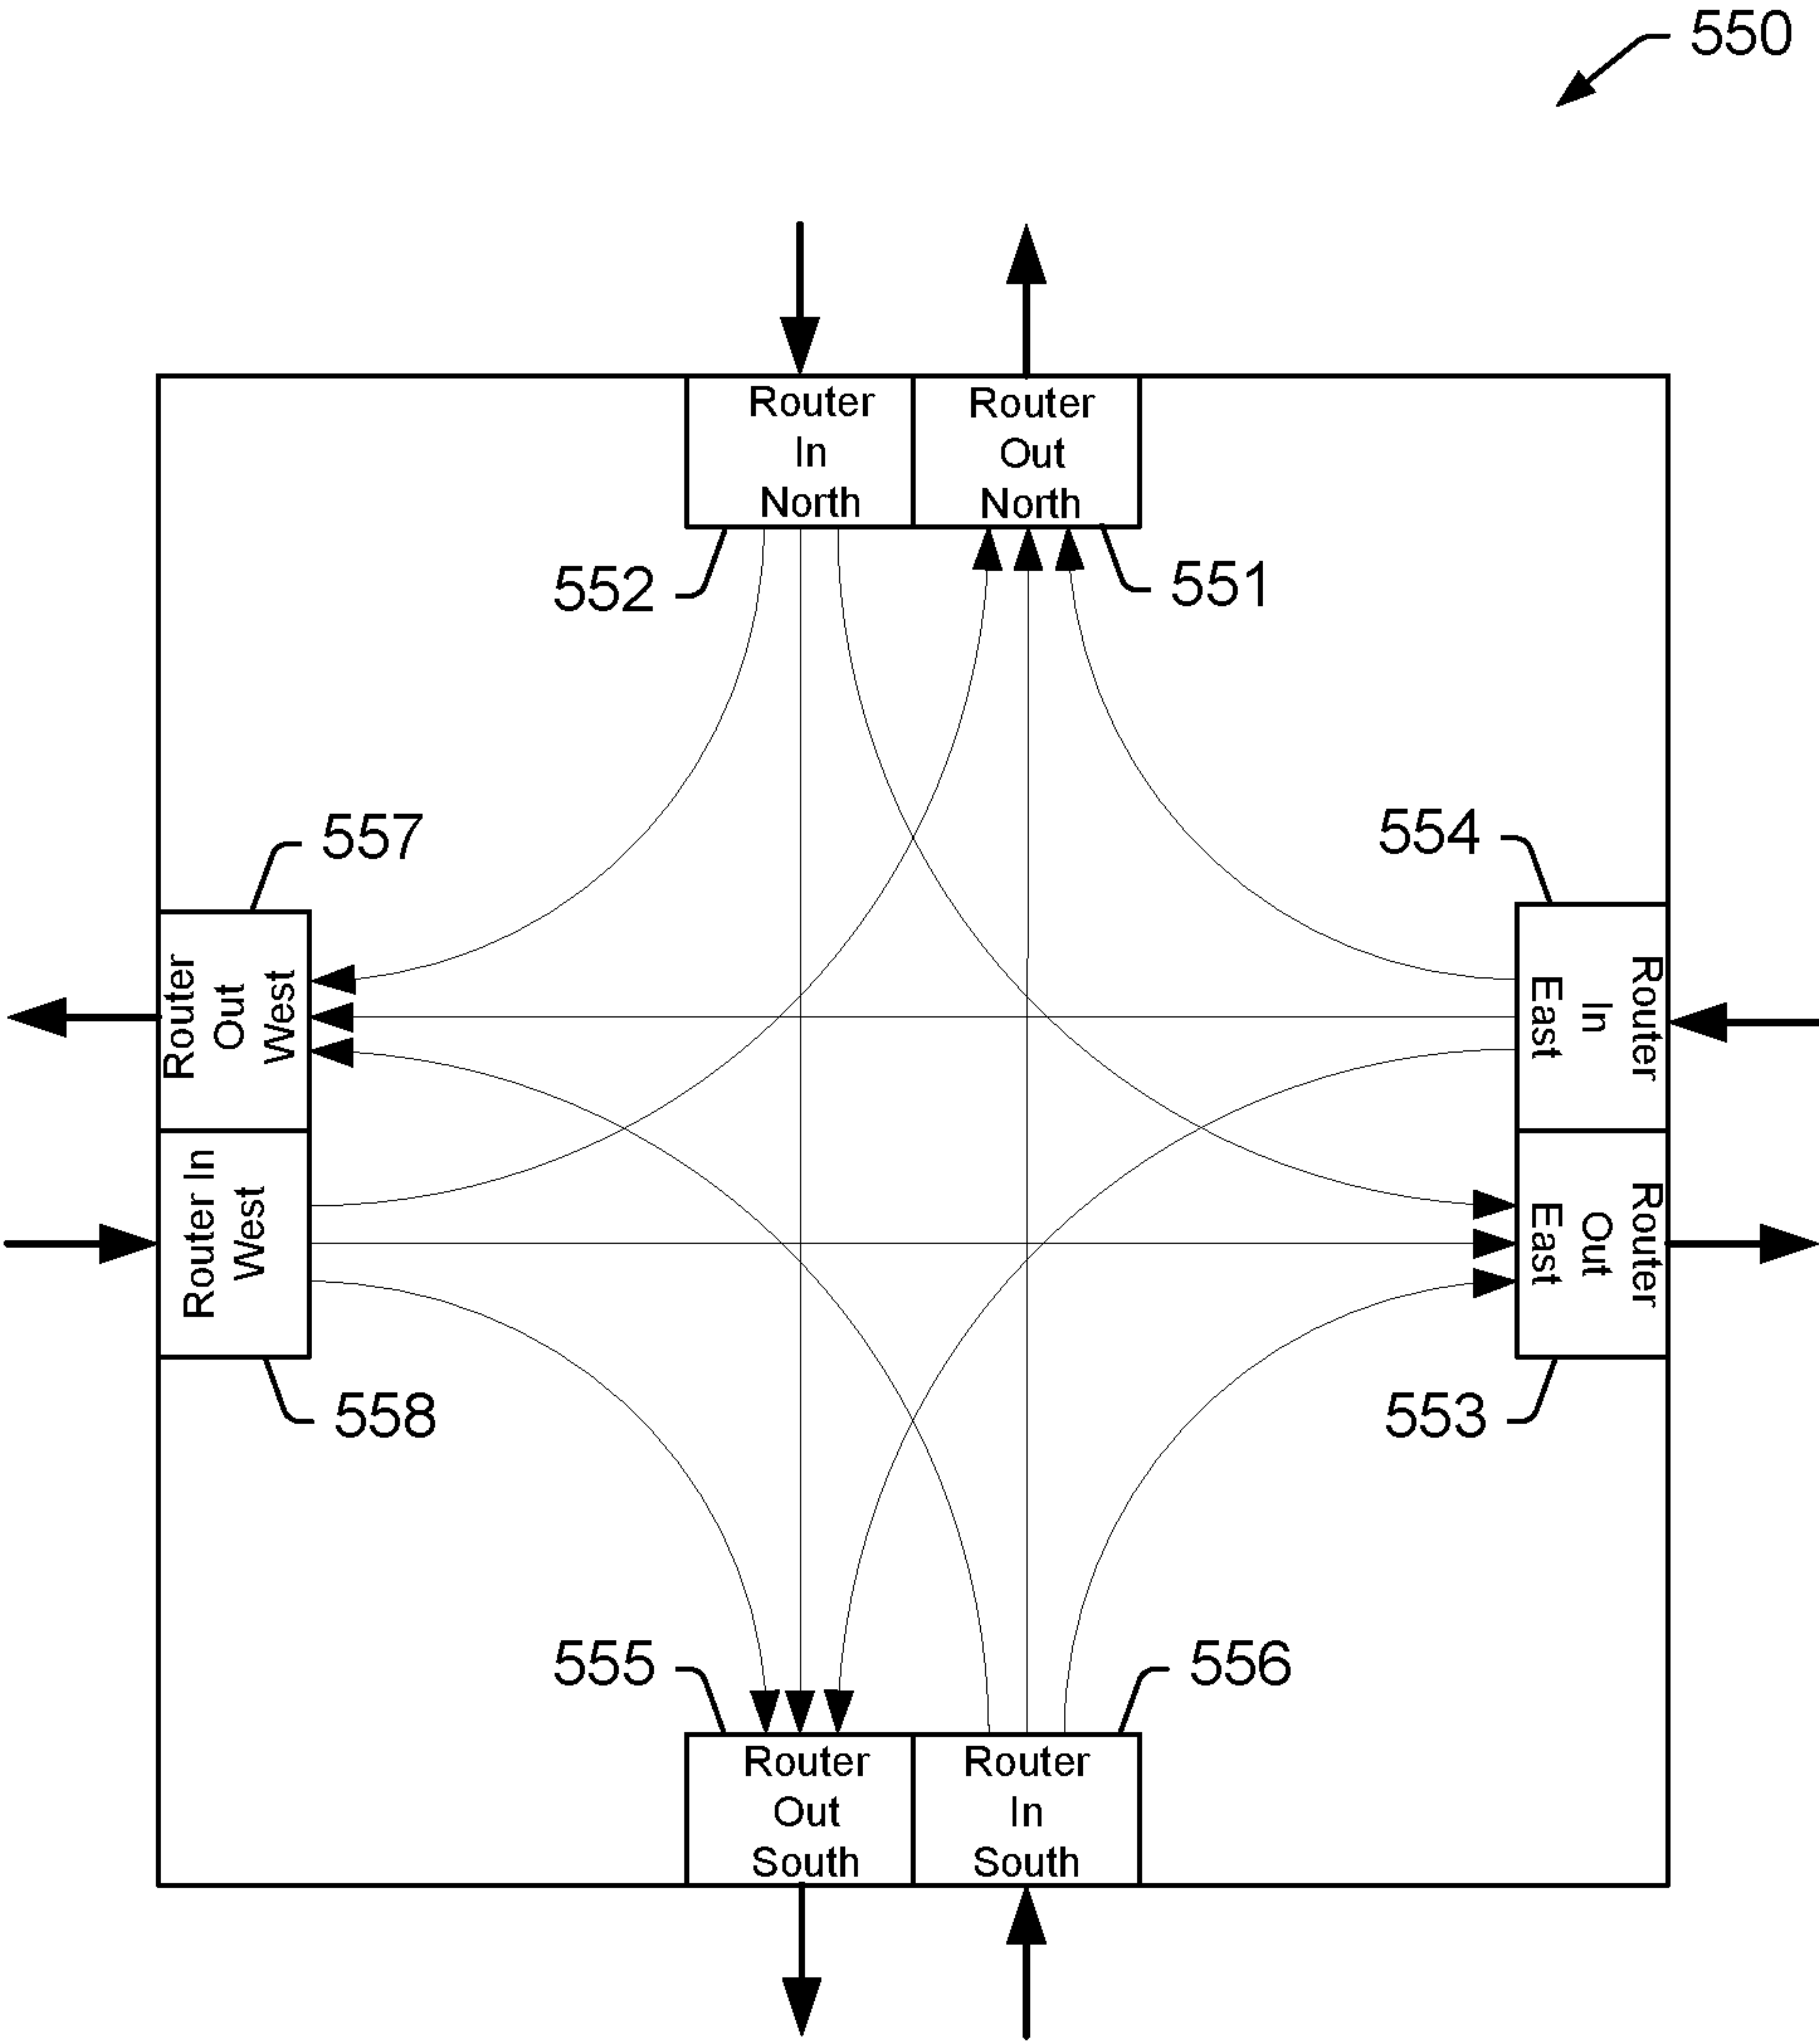 550
Router
In
North
Router
Out
North
552
551
557
554
Router
Out
West
Router
In
East
Router In
West
Router
Out
East
558
553
555
556
Router
Out
South
Router
In
South